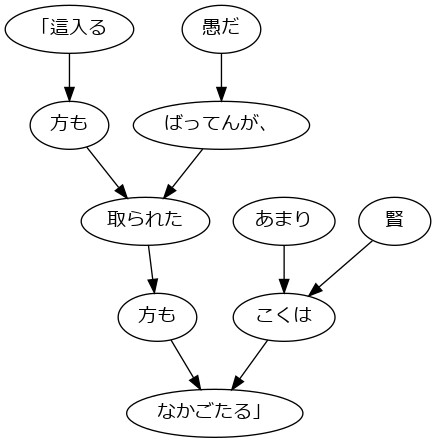 「這入る
愚だ
方も
ばってんが、
取られた
あまり
賢
方も
こくは
なかごたる」